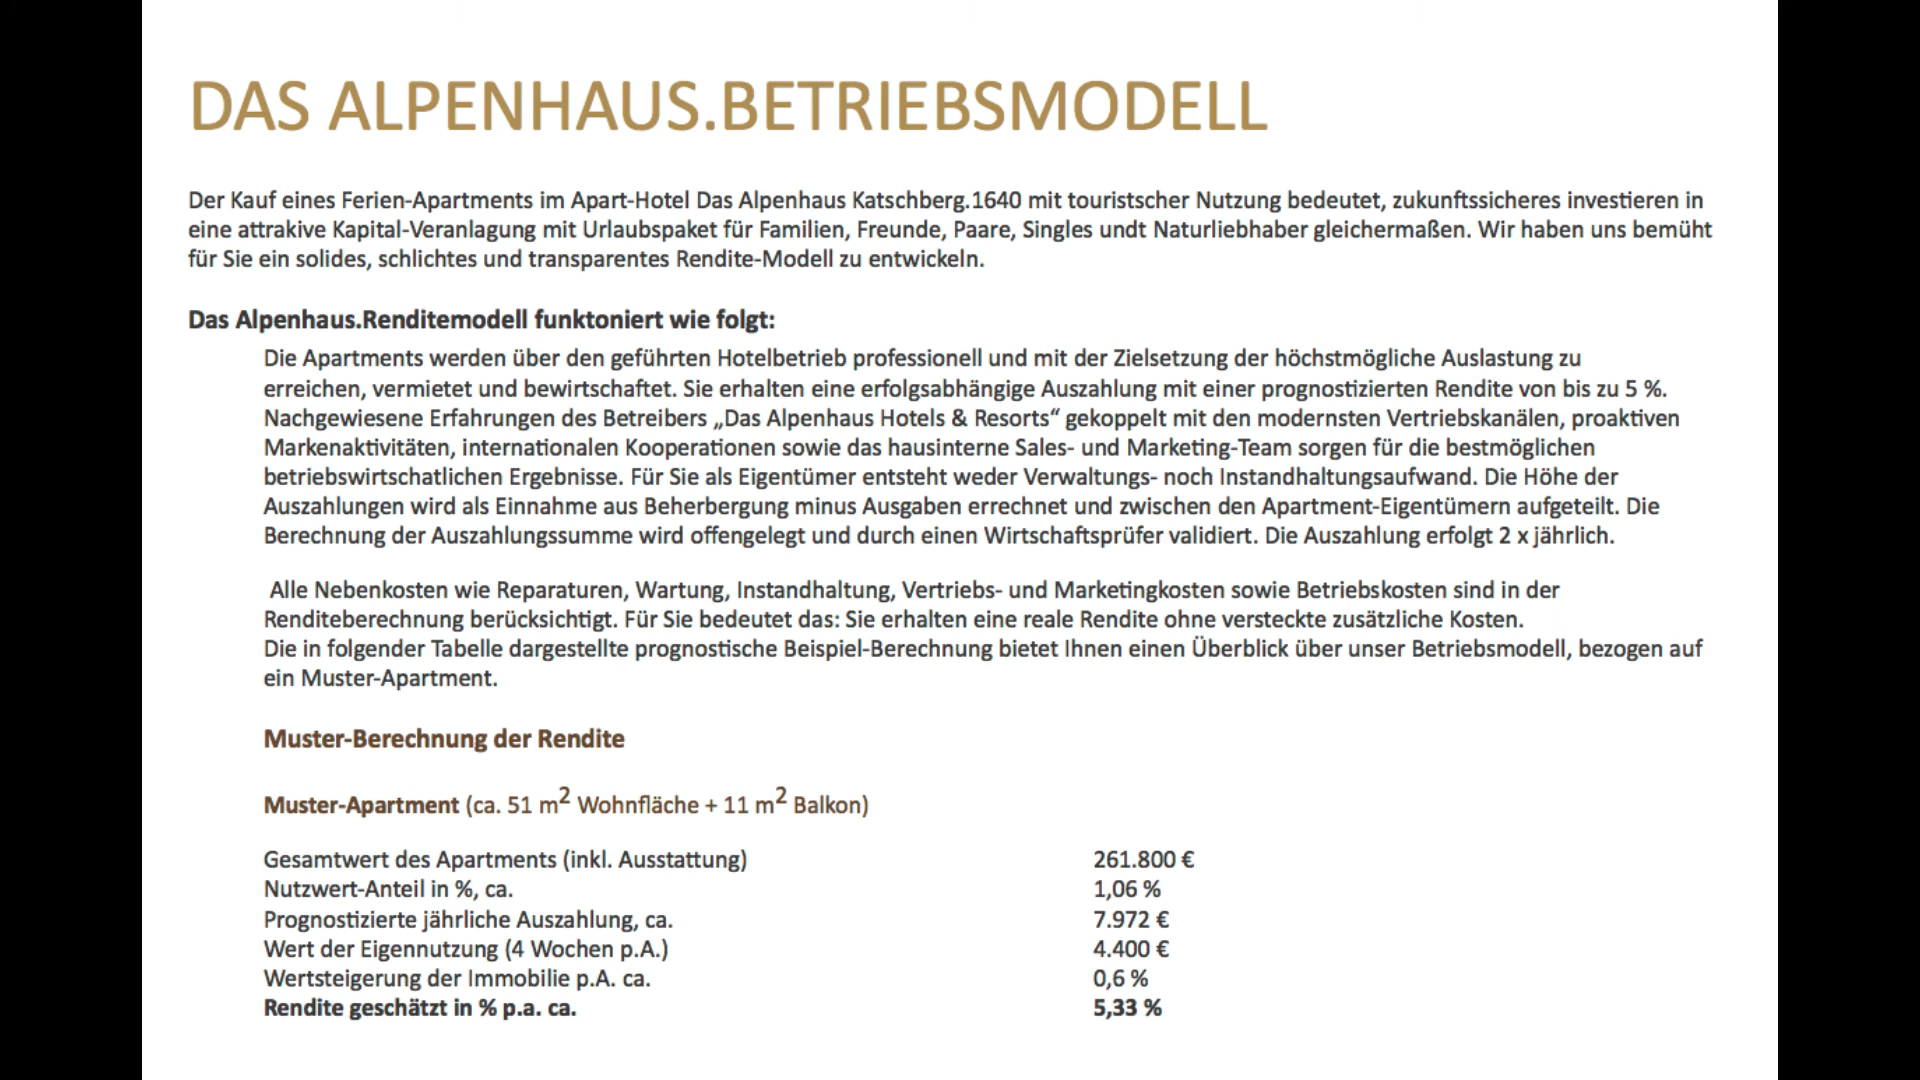 DAS ALPENHAUS.BETRIEBSMODELL
Der Kauf eines Ferien-Apartments im Apart-Hotel Das Alpenhaus Katschberg.1640 mit touristscher Nutzung bedeutet, zukunftssicheres investieren in
eine attrakive Kapital-Veranlagung mit Urlaubspaket für Familien, Freunde, Paare, Singles undt Naturliebhaber gleichermaßen. Wir haben uns bemüht
für Sie ein solides, schlichtes und transparentes Rendite-Modell zu entwickeln.
Das Alpenhaus.Renditemodell funktoniert wie folgt:
Die Apartments werden über den geführten Hotelbetrieb professionell und mit der Zielsetzung der höchstmögliche Auslastung zu
erreichen, vermietet und bewirtschaftet. Sie erhalten eine erfolgsabhängige Auszahlung mit einer prognostizierten Rendite von bis zu 5 %.
Nachgewiesene Erfahrungen des Betreibers „Das Alpenhaus Hotels & Resorts“ gekoppelt mit den modernsten Vertriebskanälen, proaktiven
Markenaktivitäten, internationalen Kooperationen sowie das hausinterne Sales- und Marketing-Team sorgen für die bestmöglichen
betriebswirtschatlichen Ergebnisse. Für Sie als Eigentümer entsteht weder Verwaltungs- noch Instandhaltungsaufwand. Die Höhe der
Auszahlungen wird als Einnahme aus Beherbergung minus Ausgaben errechnet und zwischen den Apartment-Eigentümern aufgeteilt. Die
Berechnung der Auszahlungssumme wird offengelegt und durch einen Wirtschaftsprüfer validiert. Die Auszahlung erfolgt 2 x jährlich.
Alle Nebenkosten wie Reparaturen, Wartung, Instandhaltung, Vertriebs- und Marketingkosten sowie Betriebskosten sind in der
Renditeberechnung berücksichtigt. Für Sie bedeutet das: Sie erhalten eine reale Rendite ohne versteckte zusätzliche Kosten.
Die in folgender Tabelle dargestellte prognostische Beispiel-Berechnung bietet Ihnen einen Überblick über unser Betriebsmodell, bezogen auf
ein Muster-Apartment.
Muster-Berechnung der Rendite
Muster-Apartment (ca. 51 m² Wohnfläche + 11 m² Balkon)
Gesamtwert des Apartments (inkl. Ausstattung) 261.800 €
Nutzwert-Anteil in %, ca. 1,06 %
Prognostizierte jährliche Auszahlung, ca. 7.972 €
Wert der Eigennutzung (4 Wochen p.A.) 4.400 €
Wertsteigerung der Immobilie p.A. ca. 0,6 %
Rendite geschätzt in % p.a. ca. 5,33 %